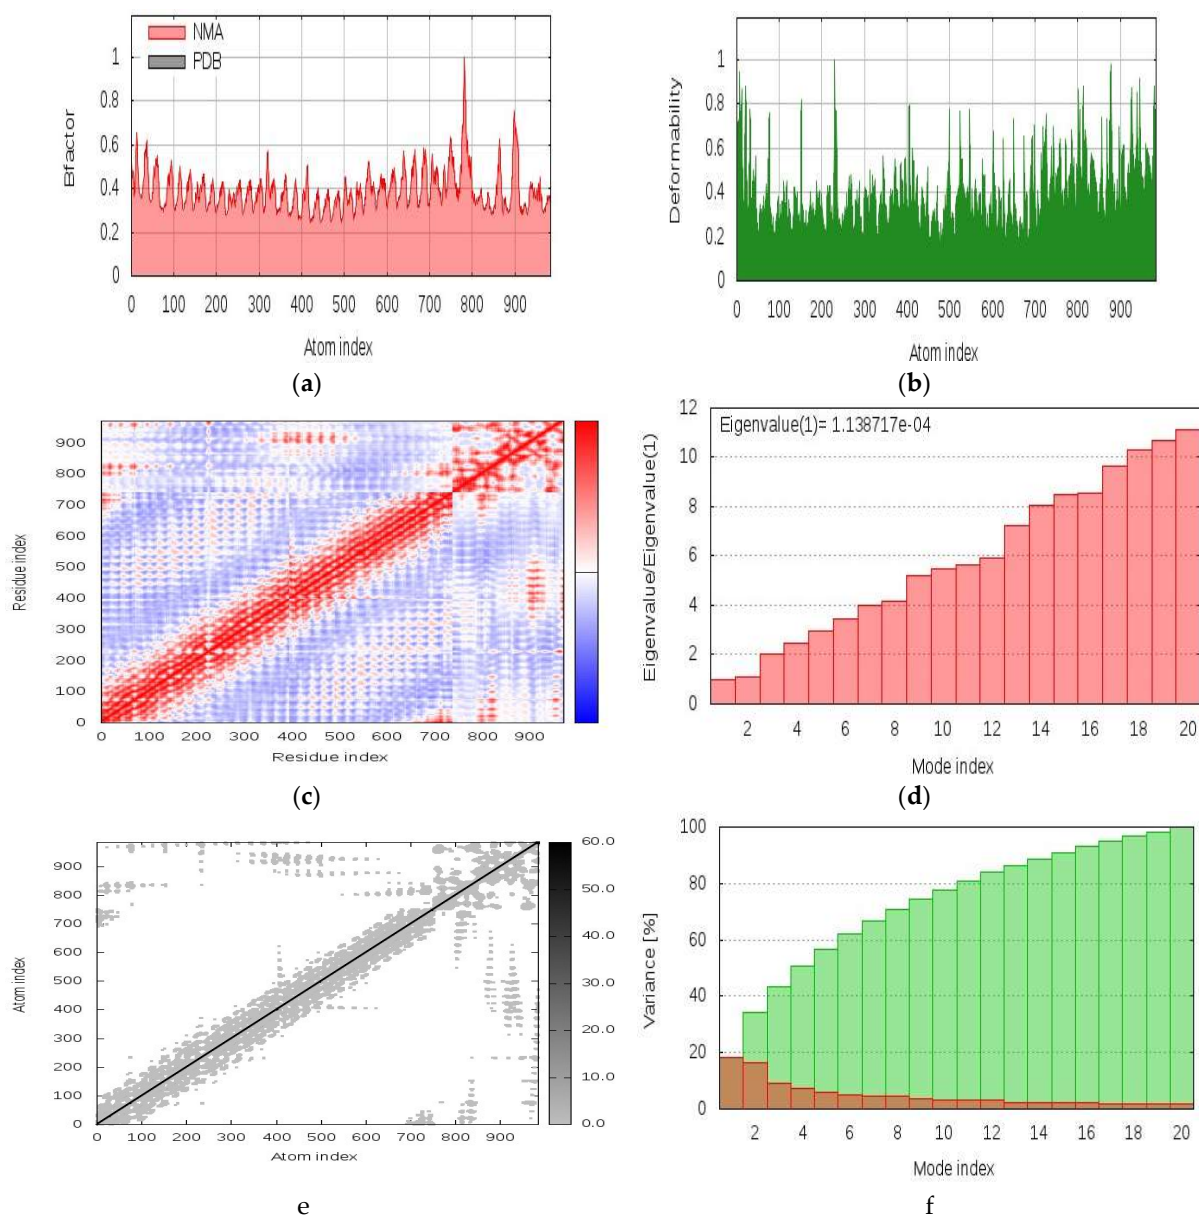 NMA
PDB
Bfactor
1
0.8
0.6
0.4
0.2
0
0 100 200 300 400 500 600 700 800 900
Atom index
(a)
Deformability
1
0.8
0.6
0.4
0.2
0
0 100 200 300 400 500 600 700 800 900
Atom index
(b)
Residue index
900
800
700
600
500
400
300
200
100
0
0 100 200 300 400 500 600 700 800 900
Residue index
(c)
Eigenvalue(1)= 1.138717e-04
Eigenvalue/Eigenvalue(1)
12
10
8
6
4
2
0
2 4 6 8 10 12 14 16 18 20
Mode index
(d)
Atom index
900
800
700
600
500
400
300
200
100
0
0 100 200 300 400 500 600 700 800 900
Atom index
60.0
50.0
40.0
30.0
20.0
10.0
0.0
e
Variance [%]
100
80
60
40
20
0
2 4 6 8 10 12 14 16 18 20
Mode index
f